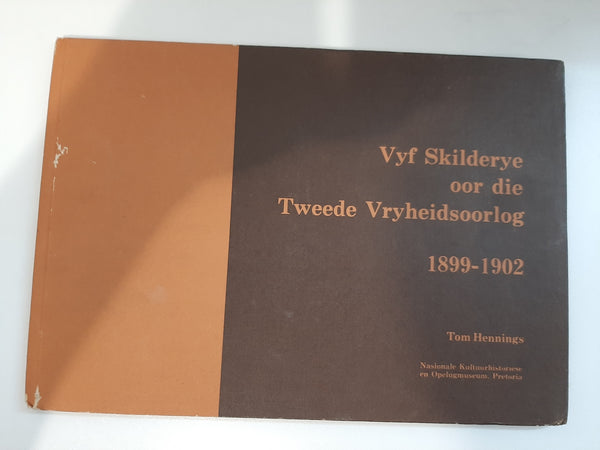 Vyf Skilderye
oor die
Tweede Vryheidsoorlog
1899-1902
Tom Hennings
Nasionale Kultuurhistoriese
en Opelugmuseum, Pretoria